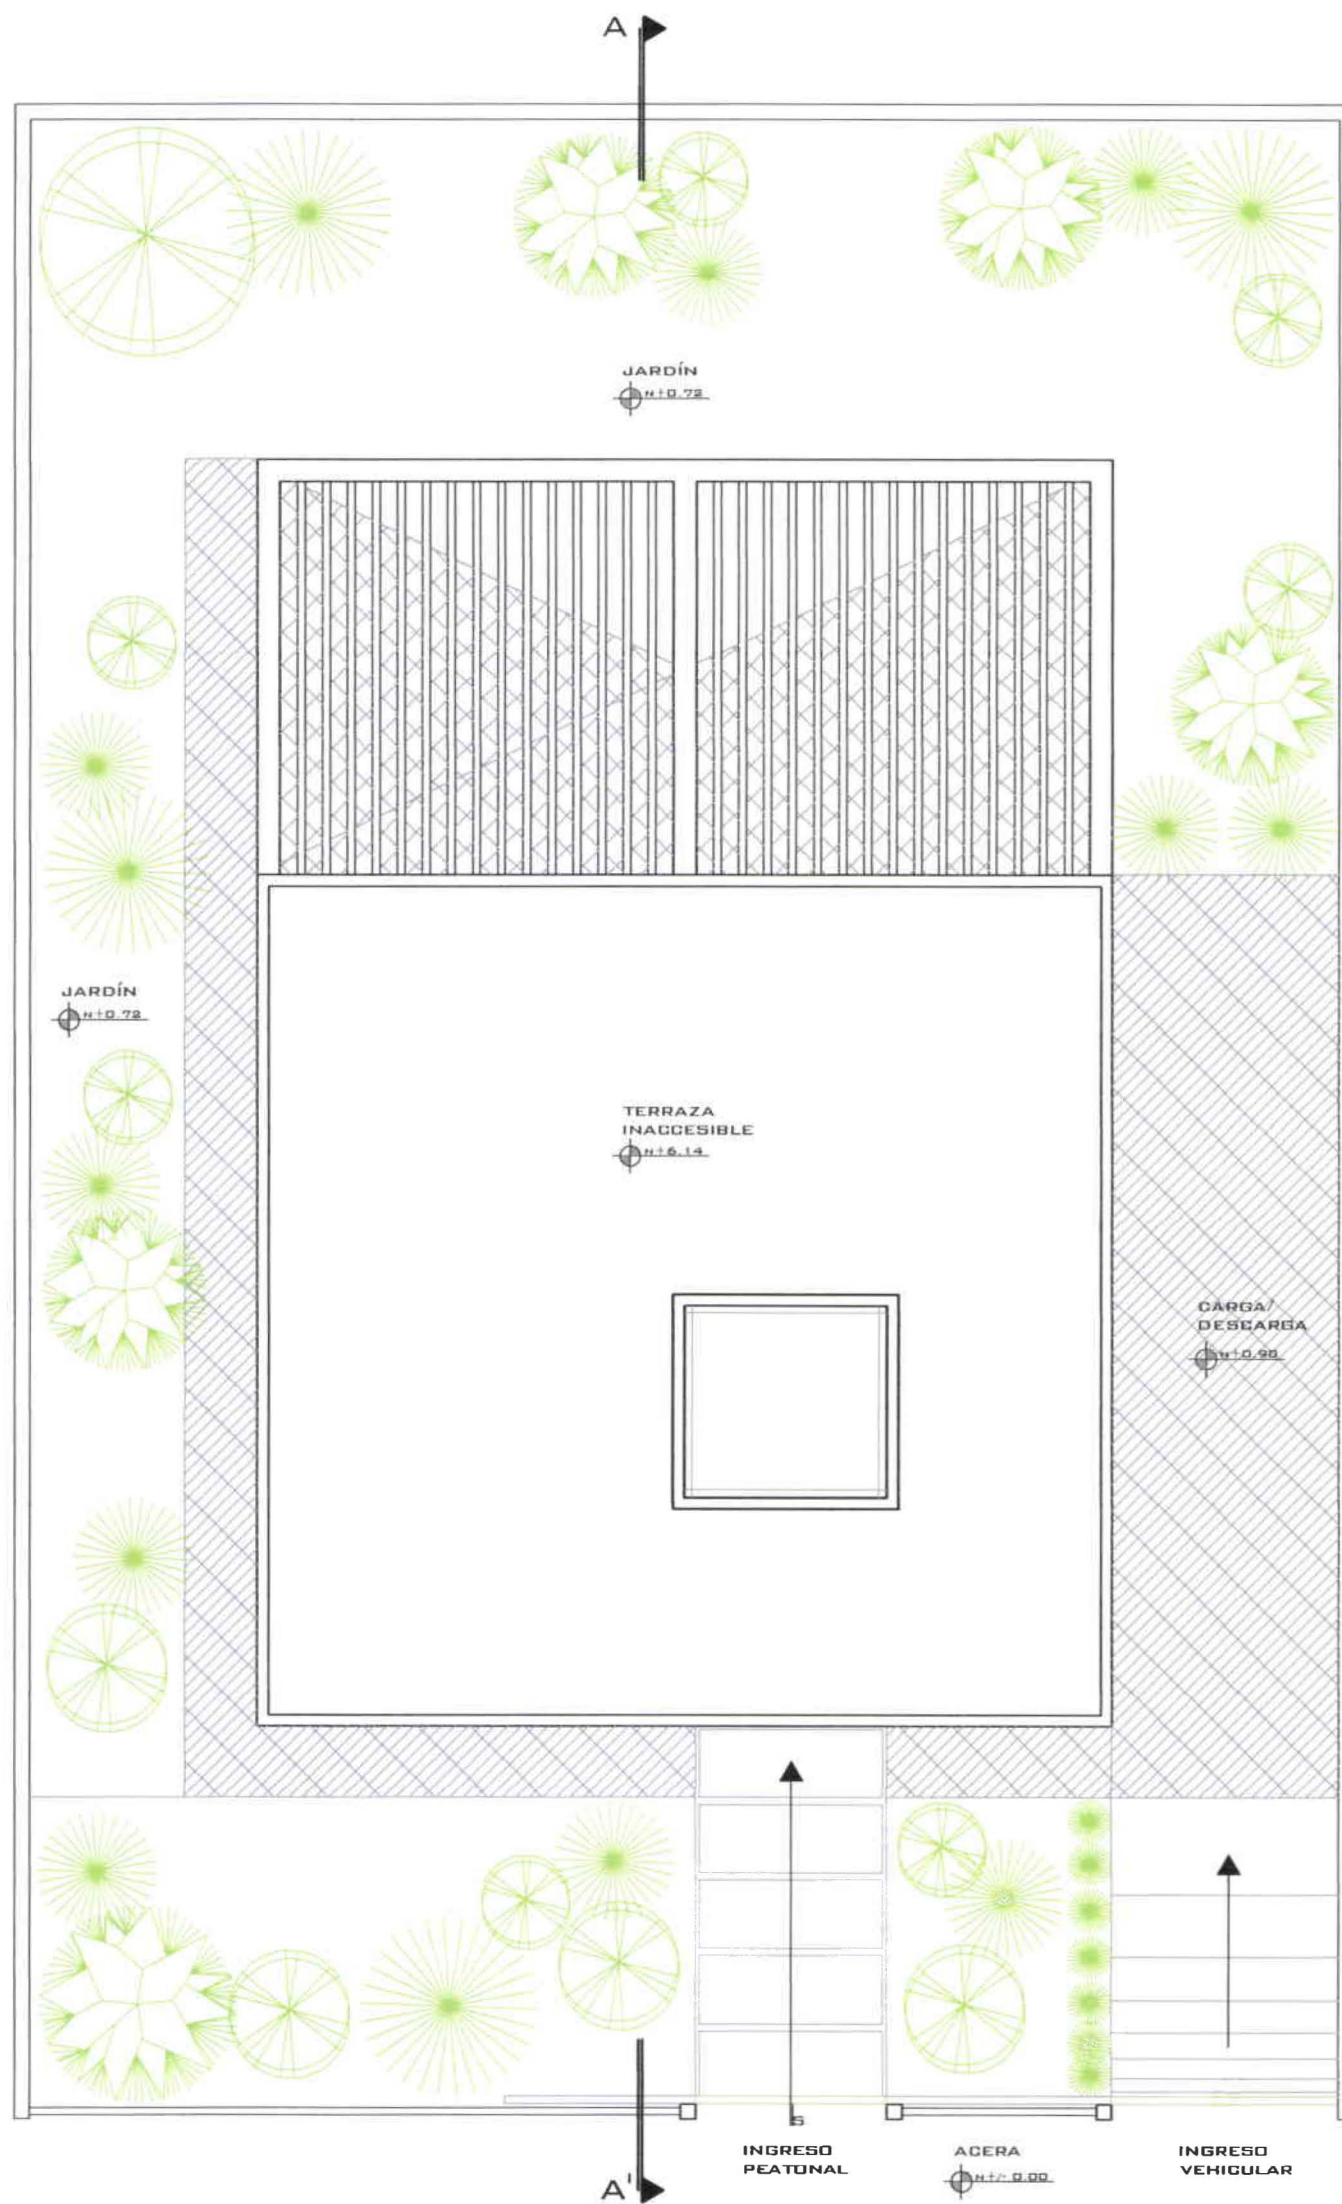 A
JARDÍN
N+0.72
JARDÍN
N+0.72
TERRAZA
INACCESIBLE
N+6.14
CARGA/
DESCARGA
N+0.90
S
INGRESO
PEATONAL
ACERA
N+/- 0.00
INGRESO
VEHICULAR
A'